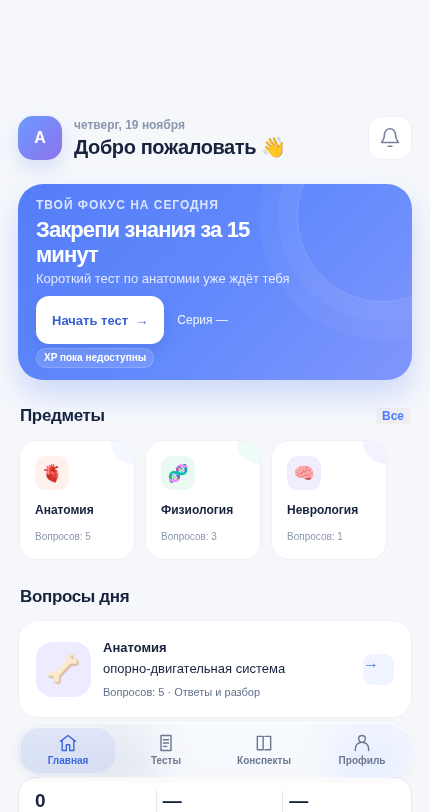 А
четверг, 19 ноября
Добро пожаловать 👋
ТВОЙ ФОКУС НА СЕГОДНЯ
Закрепи знания за 15
минут
Короткий тест по анатомии уже ждёт тебя
Начать тест →
Серия —
XP пока недоступны
Предметы
Все
Анатомия
Вопросов: 5
Физиология
Вопросов: 3
Неврология
Вопросов: 1
Вопросы дня
Анатомия
опорно-двигательная система
Вопросов: 5 · Ответы и разбор
→
Главная
Тесты
Конспекты
Профиль
0
—
—